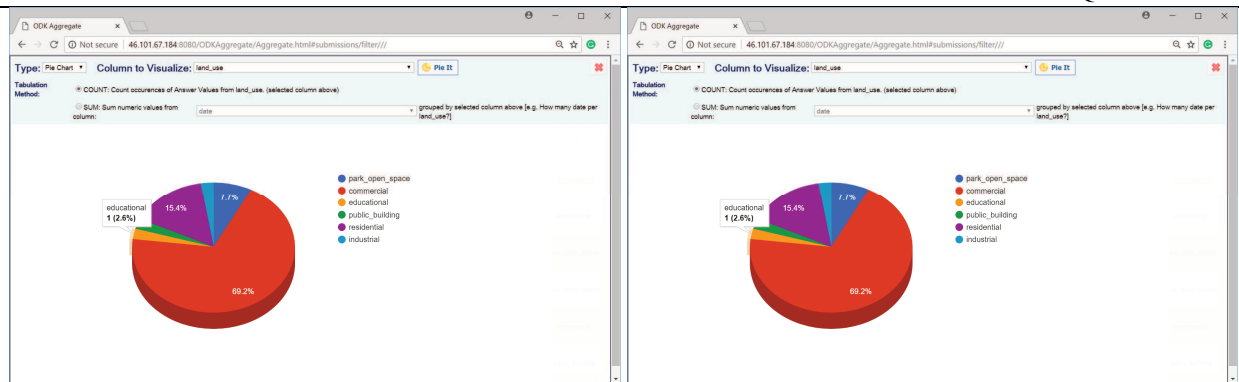 ODK Aggregate
Not secure | 46.101.67.184:8080/ODKAggregate/Aggregate.html#submissions/filter///
Type: Pie Chart Column to Visualize: land_use Pie It
Tabulation Method:
COUNT: Count occurences of Answer Values from land_use. (selected column above)
SUM: Sum numeric values from column: date grouped by selected column above [e.g. How many date per land_use?]
park_open_space
commercial
educational
public_building
residential
industrial
7.7%
15.4%
educational
1 (2.6%)
69.2%
ODK Aggregate
Not secure | 46.101.67.184:8080/ODKAggregate/Aggregate.html#submissions/filter///
Type: Pie Chart Column to Visualize: land_use Pie It
Tabulation Method:
COUNT: Count occurences of Answer Values from land_use. (selected column above)
SUM: Sum numeric values from column: date grouped by selected column above [e.g. How many date per land_use?]
park_open_space
commercial
educational
public_building
residential
industrial
7.7%
15.4%
educational
1 (2.6%)
69.2%